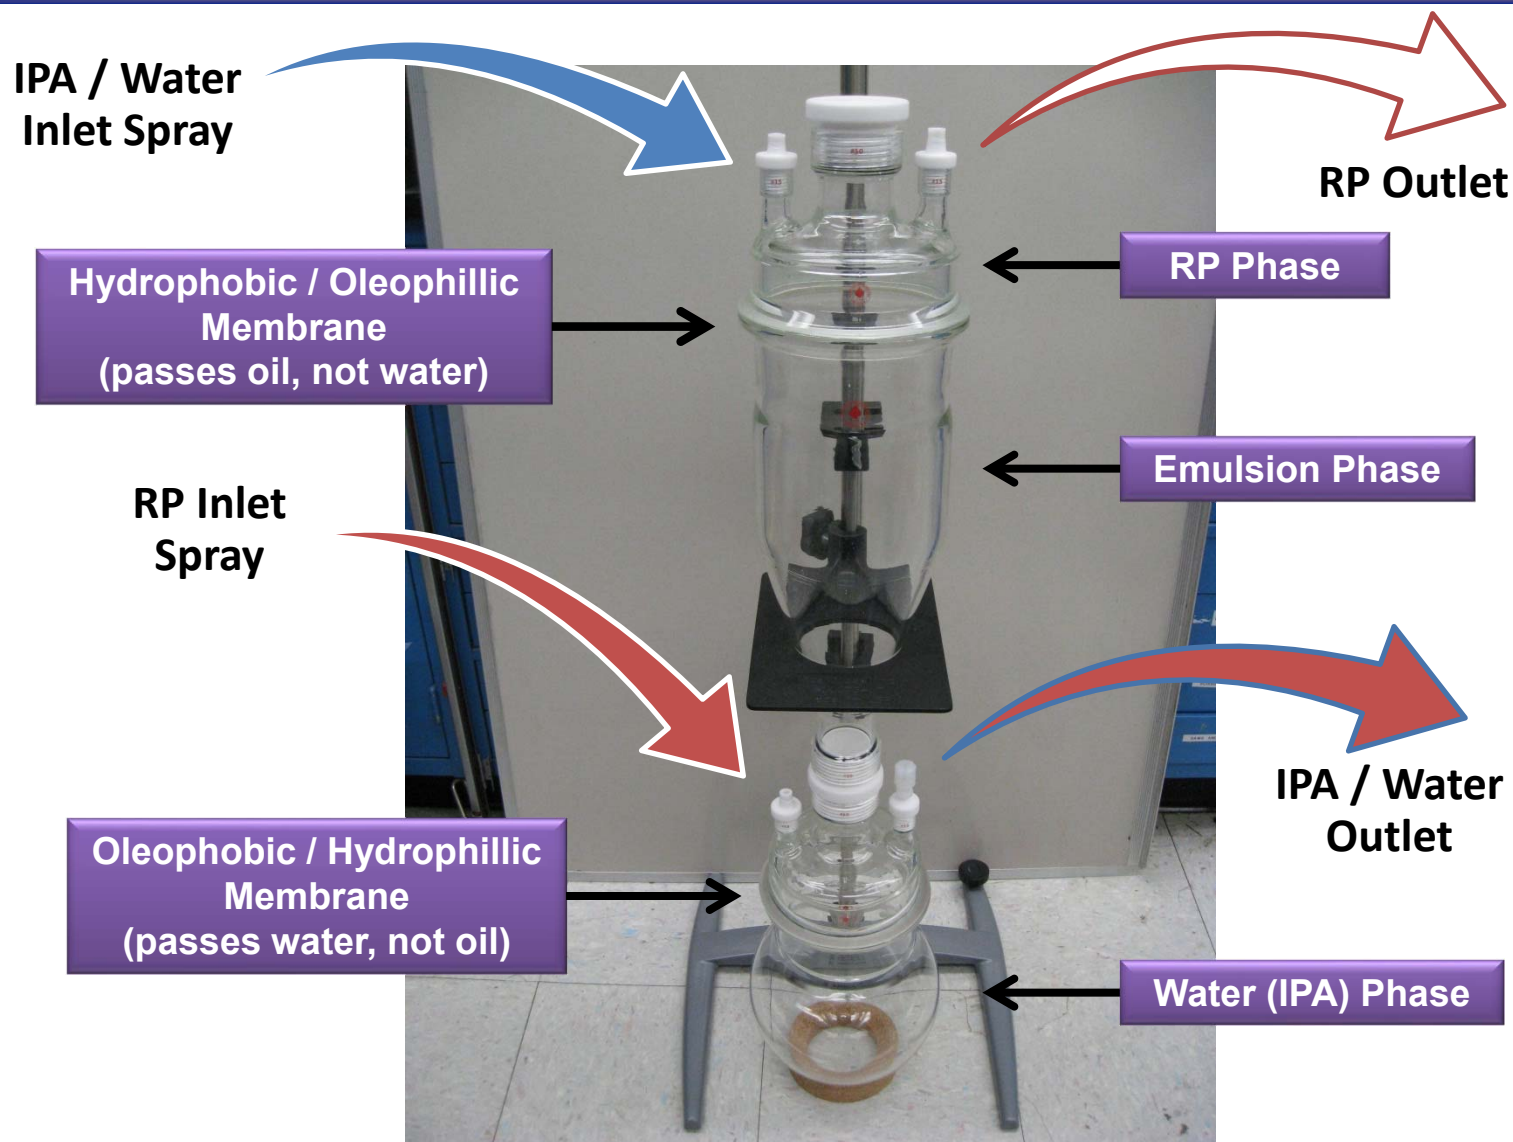 IPA / Water
Inlet Spray
RP Outlet
Hydrophobic / Oleophillic
Membrane
(passes oil, not water)
RP Phase
Emulsion Phase
RP Inlet
Spray
IPA / Water
Outlet
Oleophobic / Hydrophillic
Membrane
(passes water, not oil)
Water (IPA) Phase